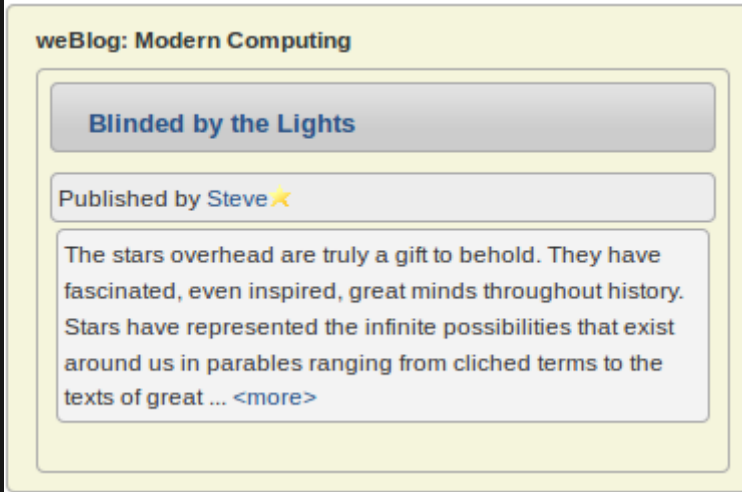 weBlog: Modern Computing
Blinded by the Lights
Published by Steve
The stars overhead are truly a gift to behold. They have
fascinated, even inspired, great minds throughout history.
Stars have represented the infinite possibilities that exist
around us in parables ranging from cliched terms to the
texts of great ... <more>